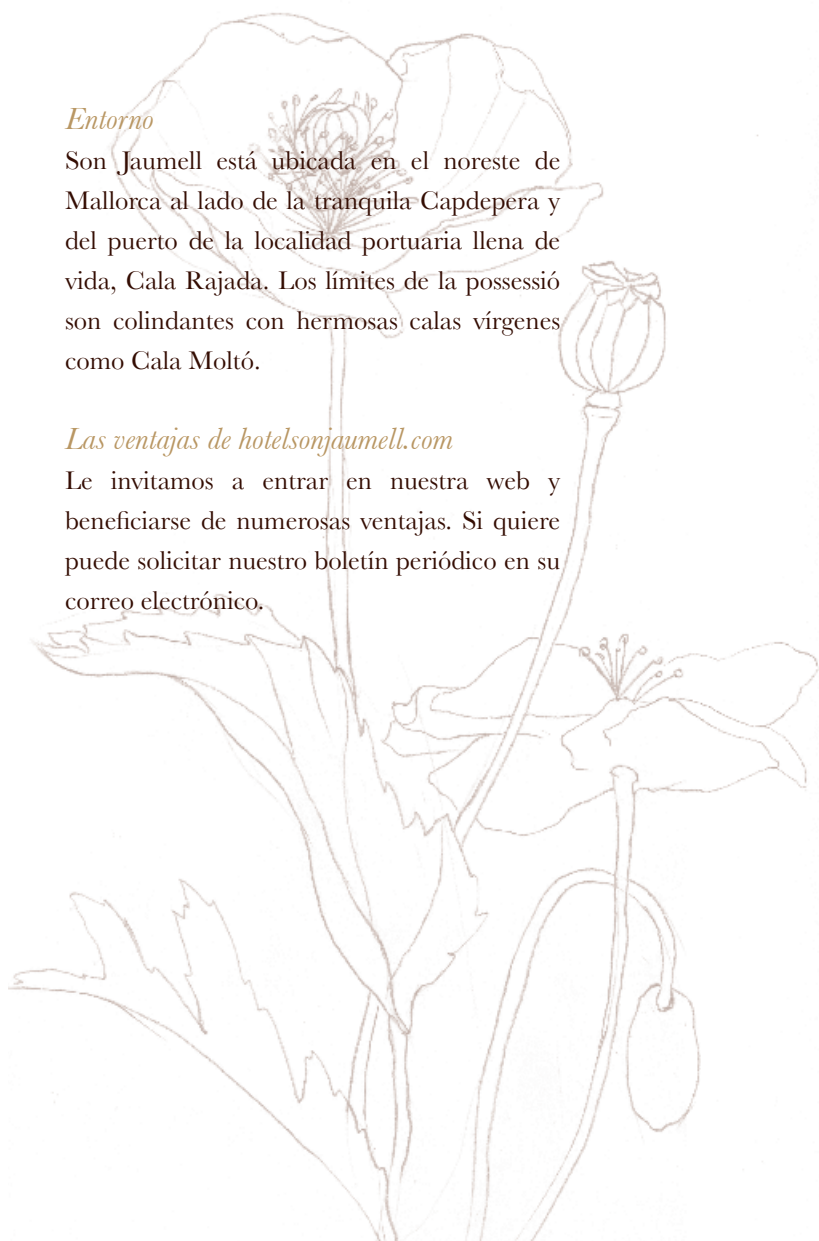 Entorno
Son Jaumell está ubicada en el noreste de
Mallorca al lado de la tranquila Capdepera y
del puerto de la localidad portuaria llena de
vida, Cala Rajada. Los límites de la possessió
son colindantes con hermosas calas vírgenes
como Cala Moltó.
Las ventajas de hotelsonjaumell.com
Le invitamos a entrar en nuestra web y
beneficiarse de numerosas ventajas. Si quiere
puede solicitar nuestro boletín periódico en su
correo electrónico.